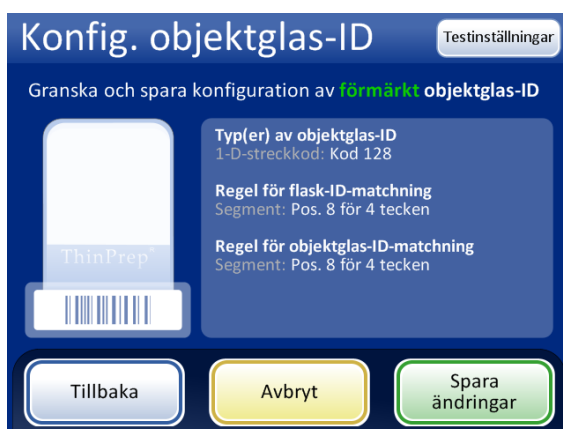 Konfig. objektglas-ID
Testinställningar
Granska och spara konfiguration av förmärkt objektglas-ID
Typ(er) av objektglas-ID
1-D-streckkod: Kod 128
Regel för flask-ID-matchning
Segment: Pos. 8 för 4 tecken
Regel för objektglas-ID-matchning
Segment: Pos. 8 för 4 tecken
ThinPrep®
Tillbaka
Avbryt
Spara
ändringar